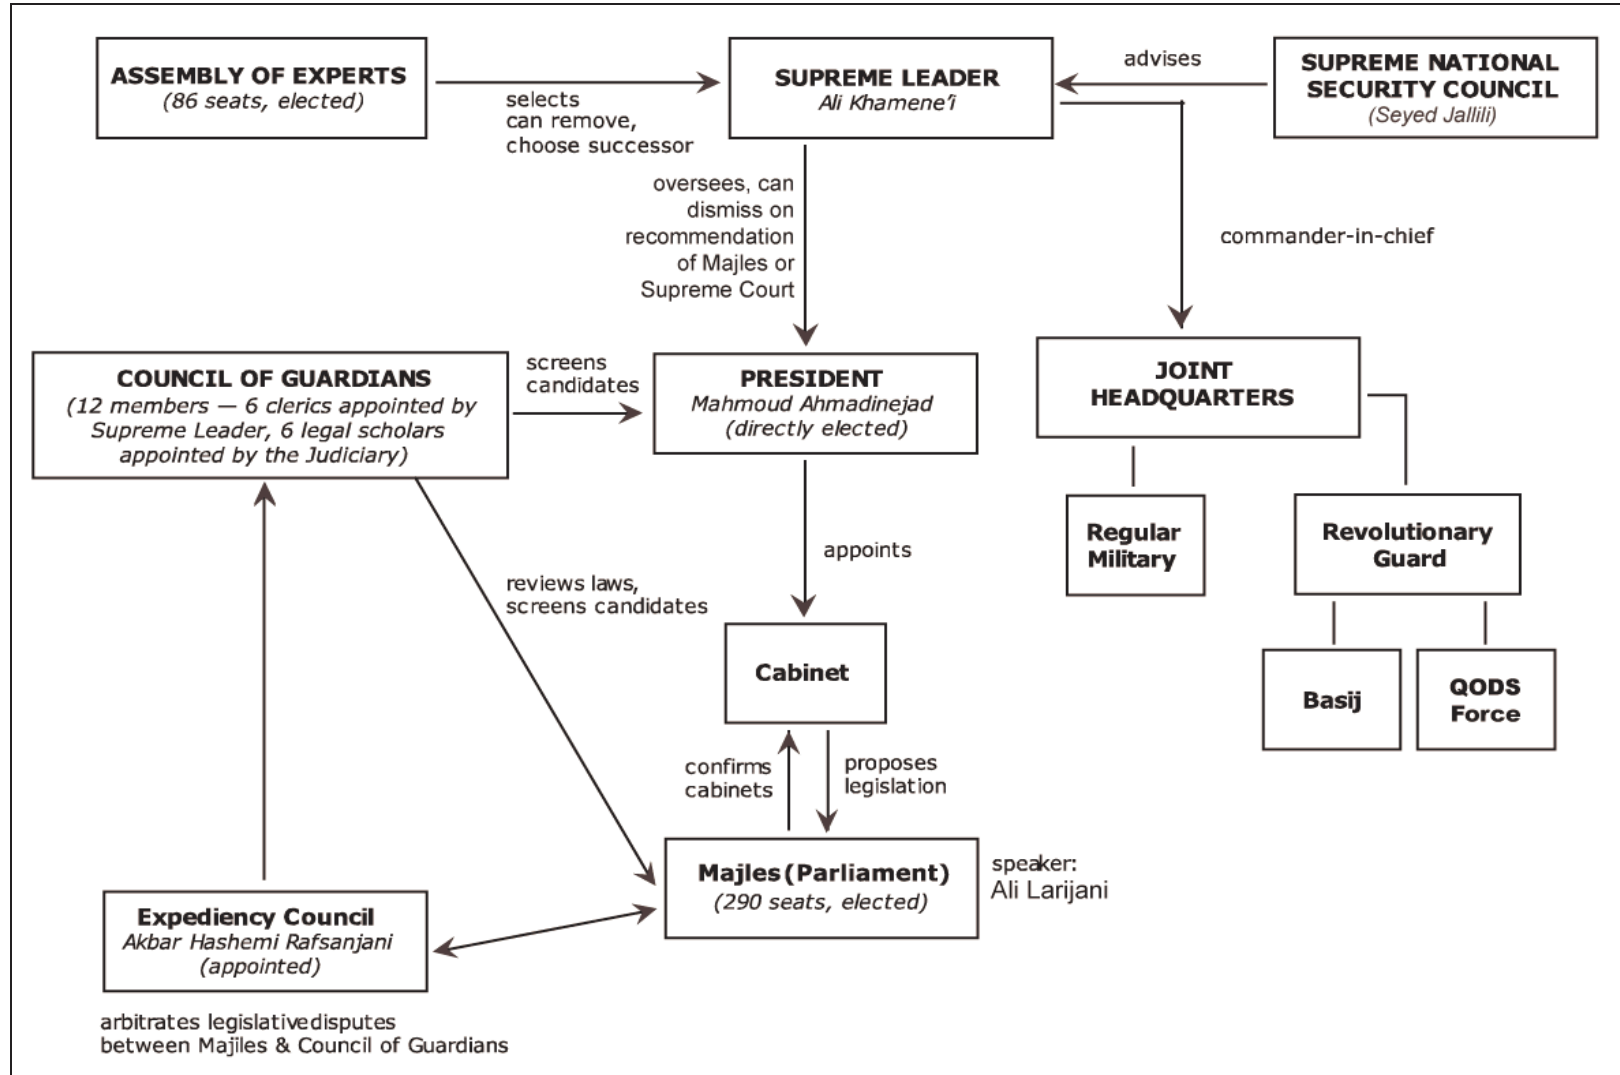 ASSEMBLY OF EXPERTS
(86 seats, elected)
selects
can remove,
choose successor
SUPREME LEADER
Ali Khamene'i
advises
SUPREME NATIONAL
SECURITY COUNCIL
(Seyed Jallili)
oversees, can
dismiss on
recommendation
of Majles or
Supreme Court
commander-in-chief
COUNCIL OF GUARDIANS
(12 members — 6 clerics appointed by
Supreme Leader, 6 legal scholars
appointed by the Judiciary)
screens
candidates
PRESIDENT
Mahmoud Ahmadinejad
(directly elected)
JOINT
HEADQUARTERS
Regular
Military
Revolutionary
Guard
Basij
QODS
Force
appoints
reviews laws,
screens candidates
Cabinet
confirms
cabinets
proposes
legislation
Majles (Parliament)
(290 seats, elected)
speaker:
Ali Larijani
Expediency Council
Akbar Hashemi Rafsanjani
(appointed)
arbitrates legislative disputes
between Majiles & Council of Guardians